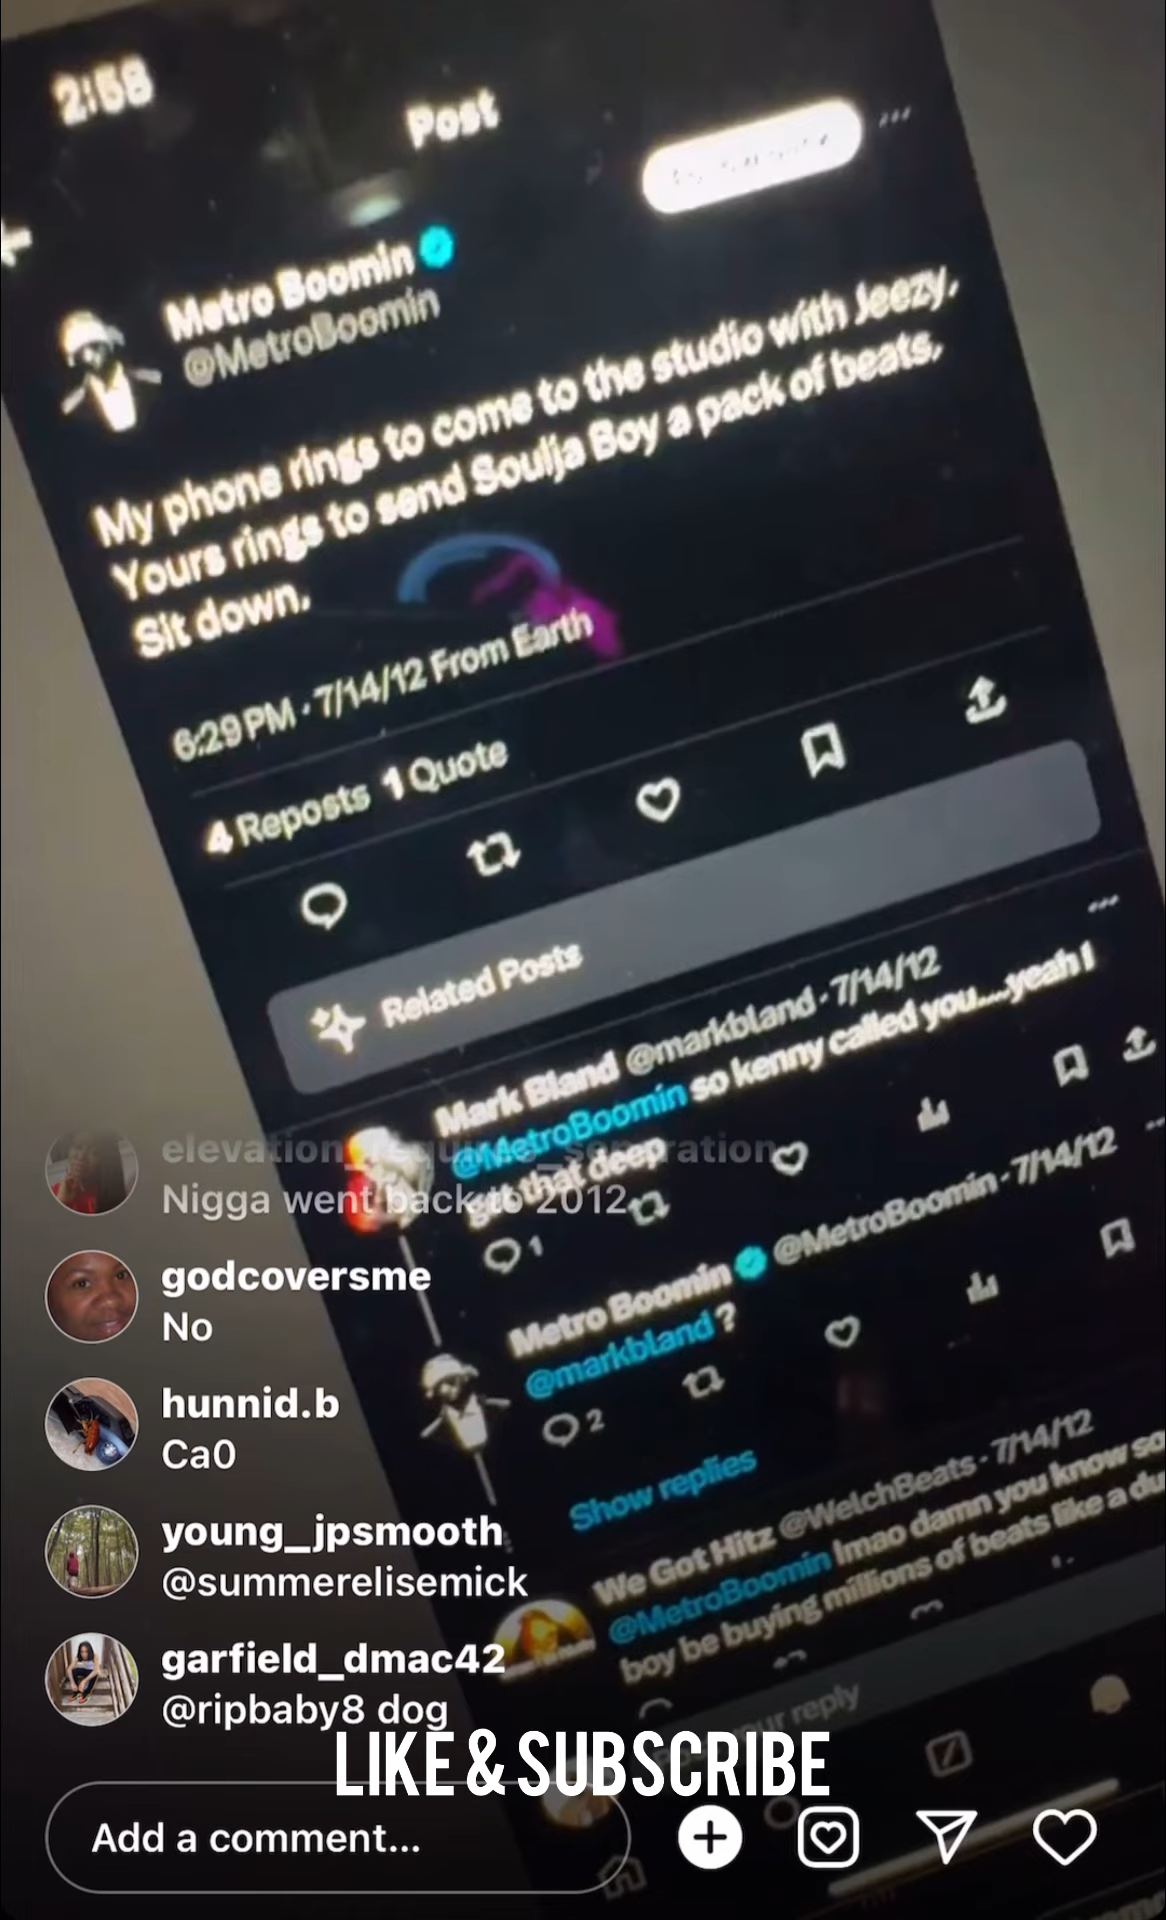 2:58
Post
Metro Boomin
@MetroBoomin
My phone rings to come to the studio with Jeezy,
Yours rings to send Soulja Boy a pack of beats,
Sit down.
6:29 PM · 7/14/12 From Earth
4 Reposts 1 Quote
Related Posts
Mark Bland @markbland · 7/14/12
@MetroBoomin so kenny called you....yeah I
got that deep
1
Metro Boomin @MetroBoomin · 7/14/12
@markbland ?
2
Show replies
We Got Hitz @WelchBeats · 7/14/12
@MetroBoomin lmao damn you know so
boy be buying millions of beats like a du
reply
elevation_requires_separation
Nigga went back to 2012
godcoversme
No
hunnid.b
Ca0
young_jpsmooth
@summerelisemick
garfield_dmac42
@ripbaby8 dog
LIKE & SUBSCRIBE
Add a comment...